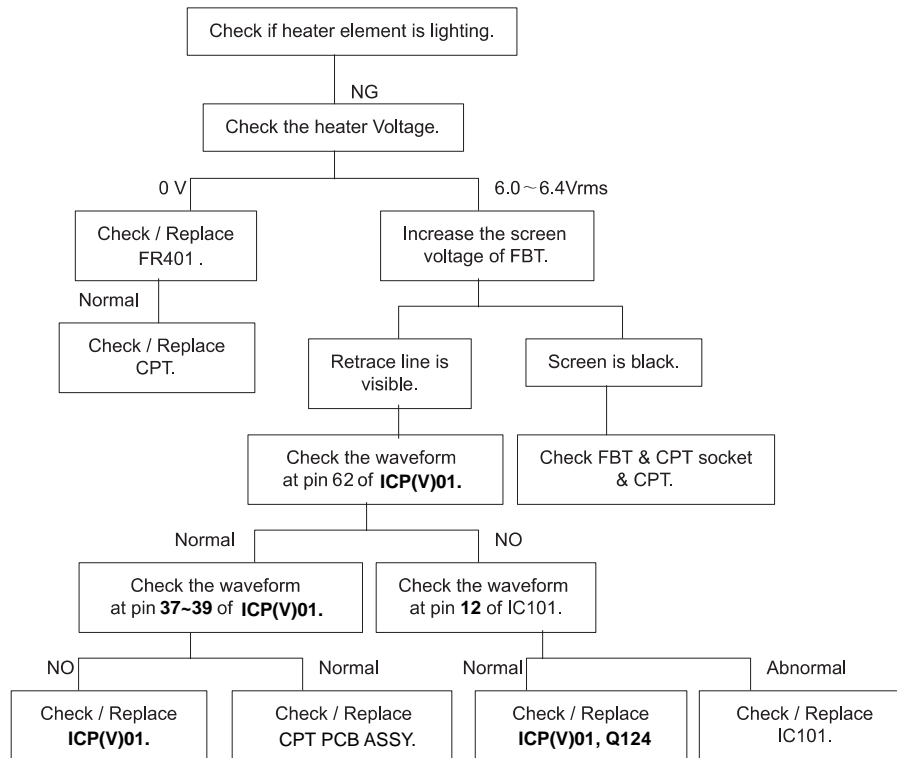 Check if heater element is lighting.
NG
Check the heater Voltage.
0 V
6.0～6.4Vrms
Check / Replace
FR401 .
Increase the screen
voltage of FBT.
Normal
Check / Replace
CPT.
Retrace line is
visible.
Screen is black.
Check the waveform
at pin 62 of ICP(V)01.
Check FBT & CPT socket
& CPT.
Normal
NO
Check the waveform
at pin 37~39 of ICP(V)01.
Check the waveform
at pin 12 of IC101.
NO
Normal
Normal
Abnormal
Check / Replace
ICP(V)01.
Check / Replace
CPT PCB ASSY.
Check / Replace
ICP(V)01, Q124
Check / Replace
IC101.